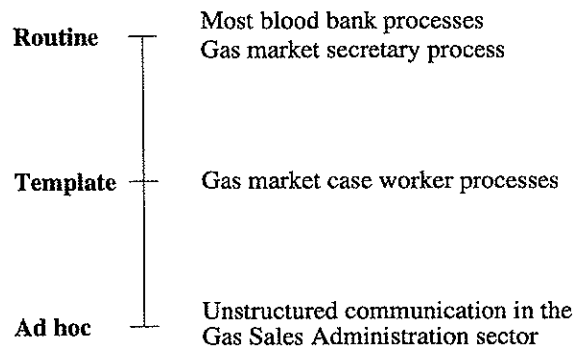 Routine
Most blood bank processes
Gas market secretary process
Template
Gas market case worker processes
Ad hoc
Unstructured communication in the
Gas Sales Administration sector